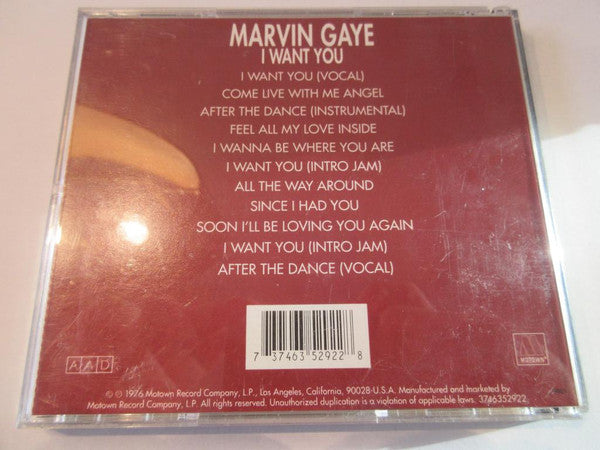 MARVIN GAYE
I WANT YOU
I WANT YOU (VOCAL)
COME LIVE WITH ME ANGEL
AFTER THE DANCE (INSTRUMENTAL)
FEEL ALL MY LOVE INSIDE
I WANNA BE WHERE YOU ARE
I WANT YOU (INTRO JAM)
ALL THE WAY AROUND
SINCE I HAD YOU
SOON I'LL BE LOVING YOU AGAIN
I WANT YOU (INTRO JAM)
AFTER THE DANCE (VOCAL)
7 37463 52922 8
A A D
M
MOTOWN
℗ © 1976 Motown Record Company, L.P., Los Angeles, California, 90028-U.S.A. Manufactured and marketed by
Motown Record Company, L.P. All rights reserved. Unauthorized duplication is a violation of applicable laws. 3746352922